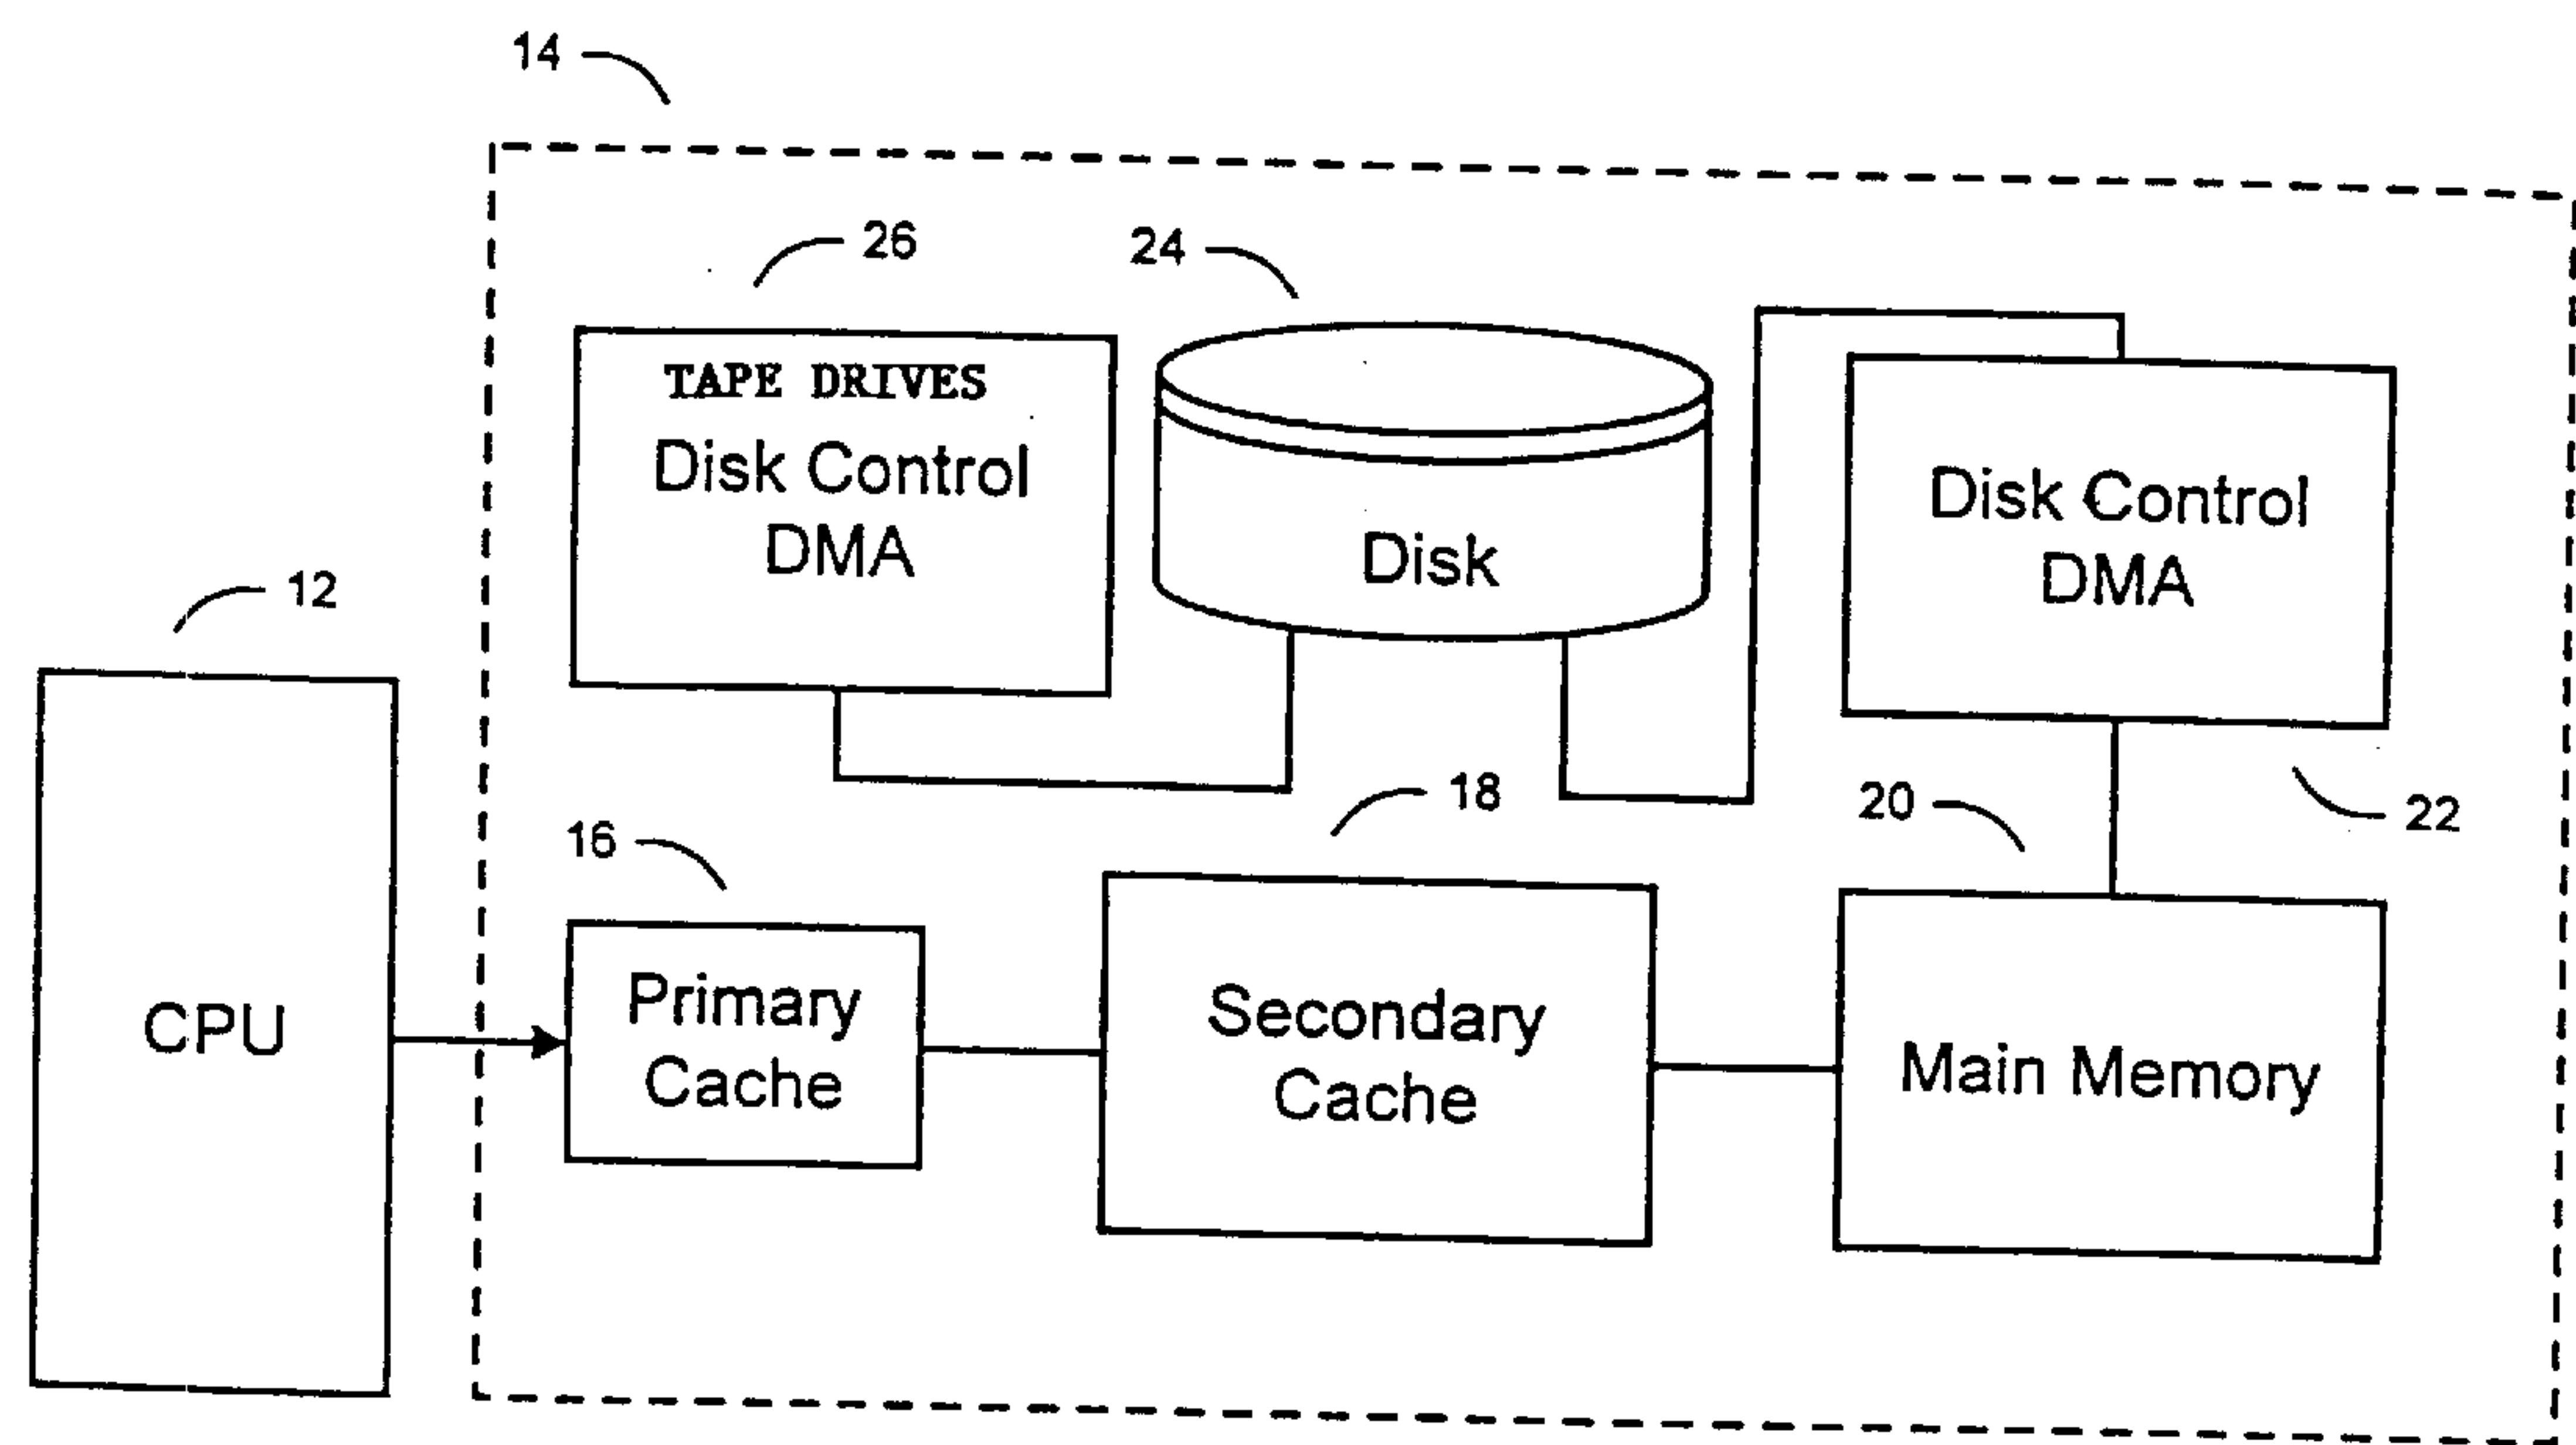 14
26
24
TAPE DRIVES
Disk Control
DMA
Disk
Disk Control
DMA
12
18
20
22
16
CPU
Primary
Cache
Secondary
Cache
Main Memory